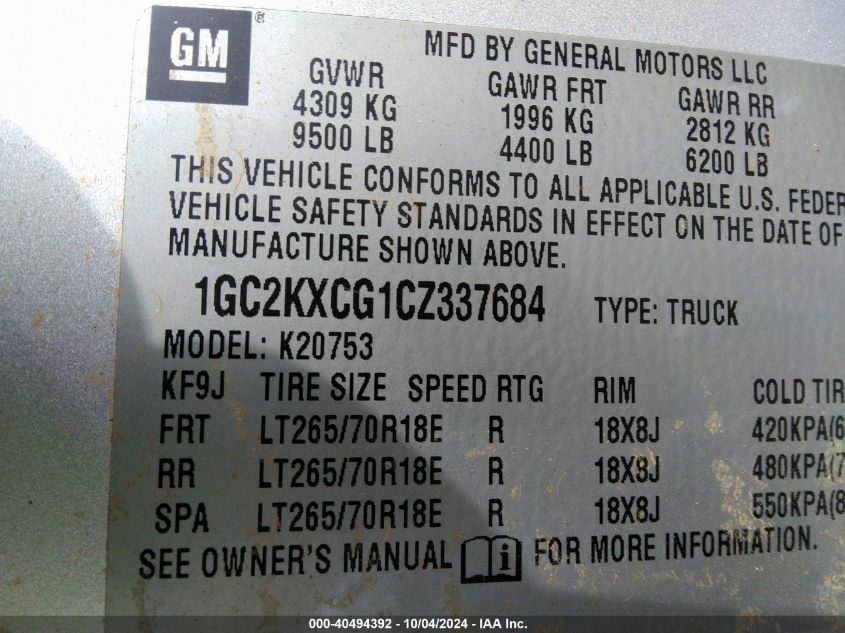 GM ®
MFD BY GENERAL MOTORS LLC
GVWR GAWR FRT GAWR RR
4309 KG 1996 KG 2812 KG
9500 LB 4400 LB 6200 LB
THIS VEHICLE CONFORMS TO ALL APPLICABLE U.S. FEDER
VEHICLE SAFETY STANDARDS IN EFFECT ON THE DATE OF
MANUFACTURE SHOWN ABOVE.
1GC2KXCG1CZ337684 TYPE: TRUCK
MODEL: K20753
KF9J TIRE SIZE SPEED RTG RIM COLD TIR
FRT LT265/70R18E R 18X8J 420KPA(6
RR LT265/70R18E R 18X8J 480KPA(7
SPA LT265/70R18E R 18X8J 550KPA(8
SEE OWNER'S MANUAL i FOR MORE INFORMATION.
000-40494392 - 10/04/2024 - IAA Inc.